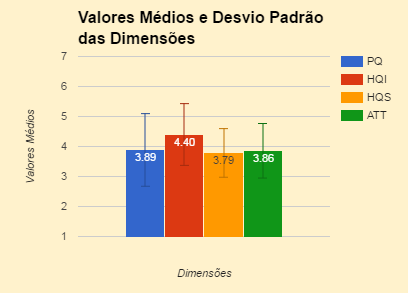 Valores Médios e Desvio Padrão
das Dimensões
7
6
5
4
3
2
1
Valores Médios
3.89
4.40
3.79
3.86
Dimensões
PQ
HQI
HQS
ATT